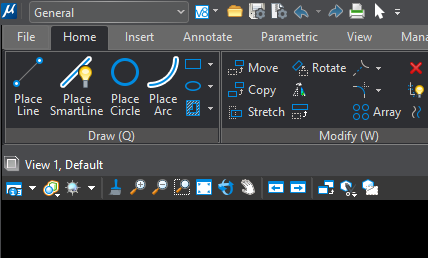 General V8
File Home Insert Annotate Parametric View Mana
Place Line Place SmartLine Place Circle Place Arc
Move Rotate
Copy
Stretch Array
Draw (Q) Modify (W)
View 1, Default